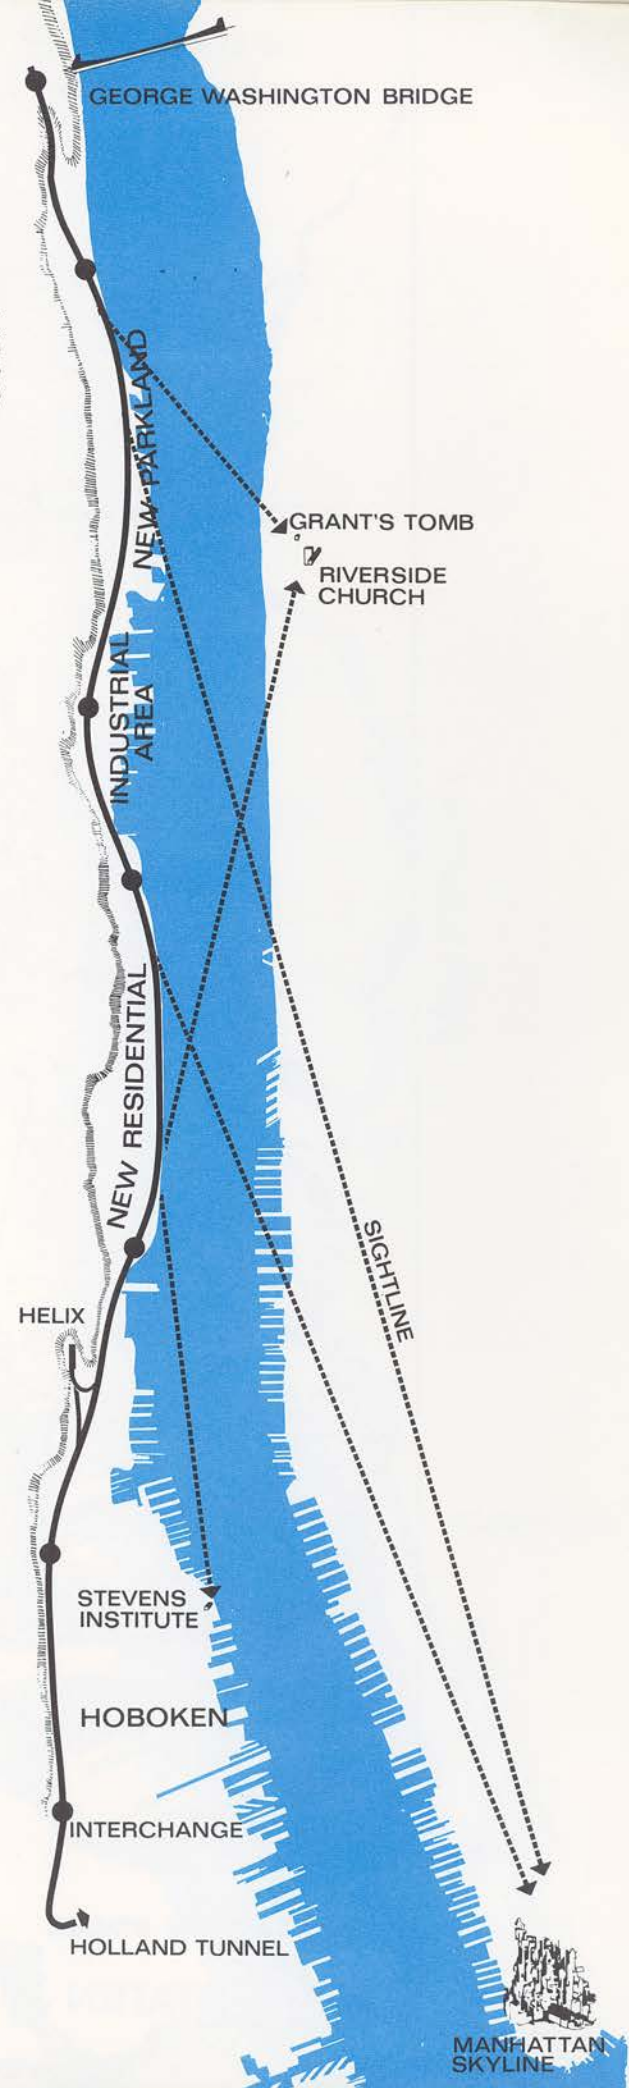 GEORGE WASHINGTON BRIDGE
NEW PARKLAND
GRANT'S TOMB
RIVERSIDE
CHURCH
INDUSTRIAL
AREA
NEW RESIDENTIAL
SIGHTLINE
HELIX
STEVENS
INSTITUTE
HOBOKEN
INTERCHANGE
HOLLAND TUNNEL
MANHATTAN
SKYLINE